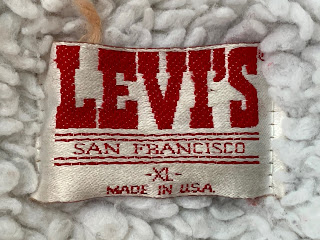 LEVI'S
SAN FRANCISCO
-XL-
MADE IN U.S.A.